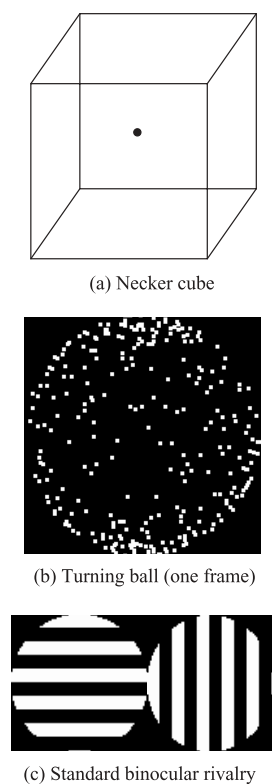 (a) Necker cube
(b) Turning ball (one frame)
(c) Standard binocular rivalry